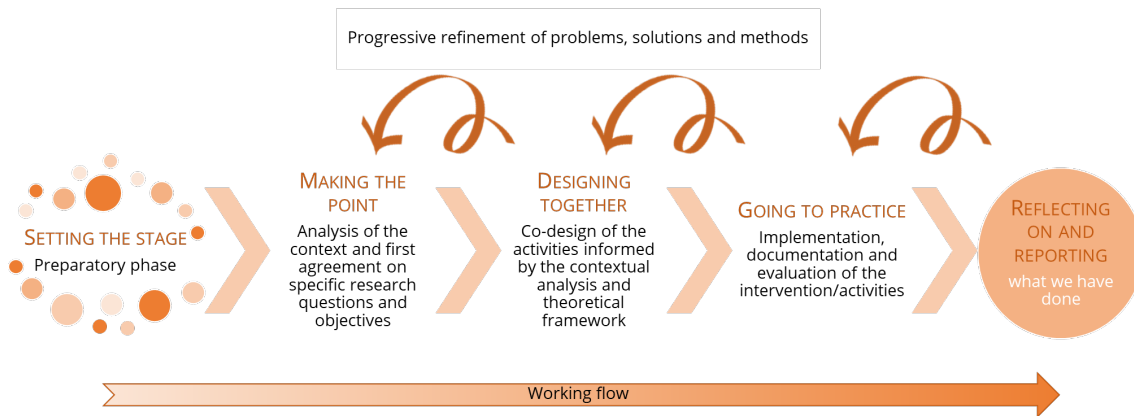 Progressive refinement of problems, solutions and methods
SETTING THE STAGE
Preparatory phase
MAKING THE
POINT
Analysis of the
context and first
agreement on
specific research
questions and
objectives
DESIGNING
TOGETHER
Co-design of the
activities informed
by the contextual
analysis and
theoretical
framework
GOING TO PRACTICE
Implementation,
documentation and
evaluation of the
intervention/activities
REFLECTING
ON AND
REPORTING
what we have
done
Working flow